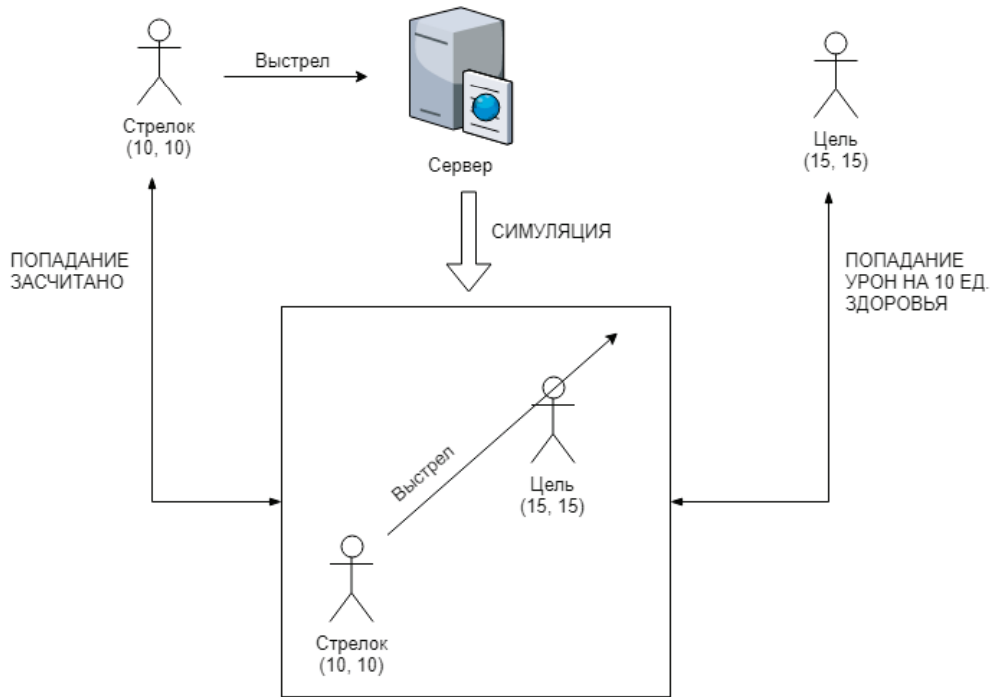 Выстрел
Стрелок
(10, 10)
Сервер
Цель
(15, 15)
СИМУЛЯЦИЯ
ПОПАДАНИЕ
ЗАСЧИТАНО
ПОПАДАНИЕ
УРОН НА 10 ЕД.
ЗДОРОВЬЯ
Выстрел
Цель
(15, 15)
Стрелок
(10, 10)